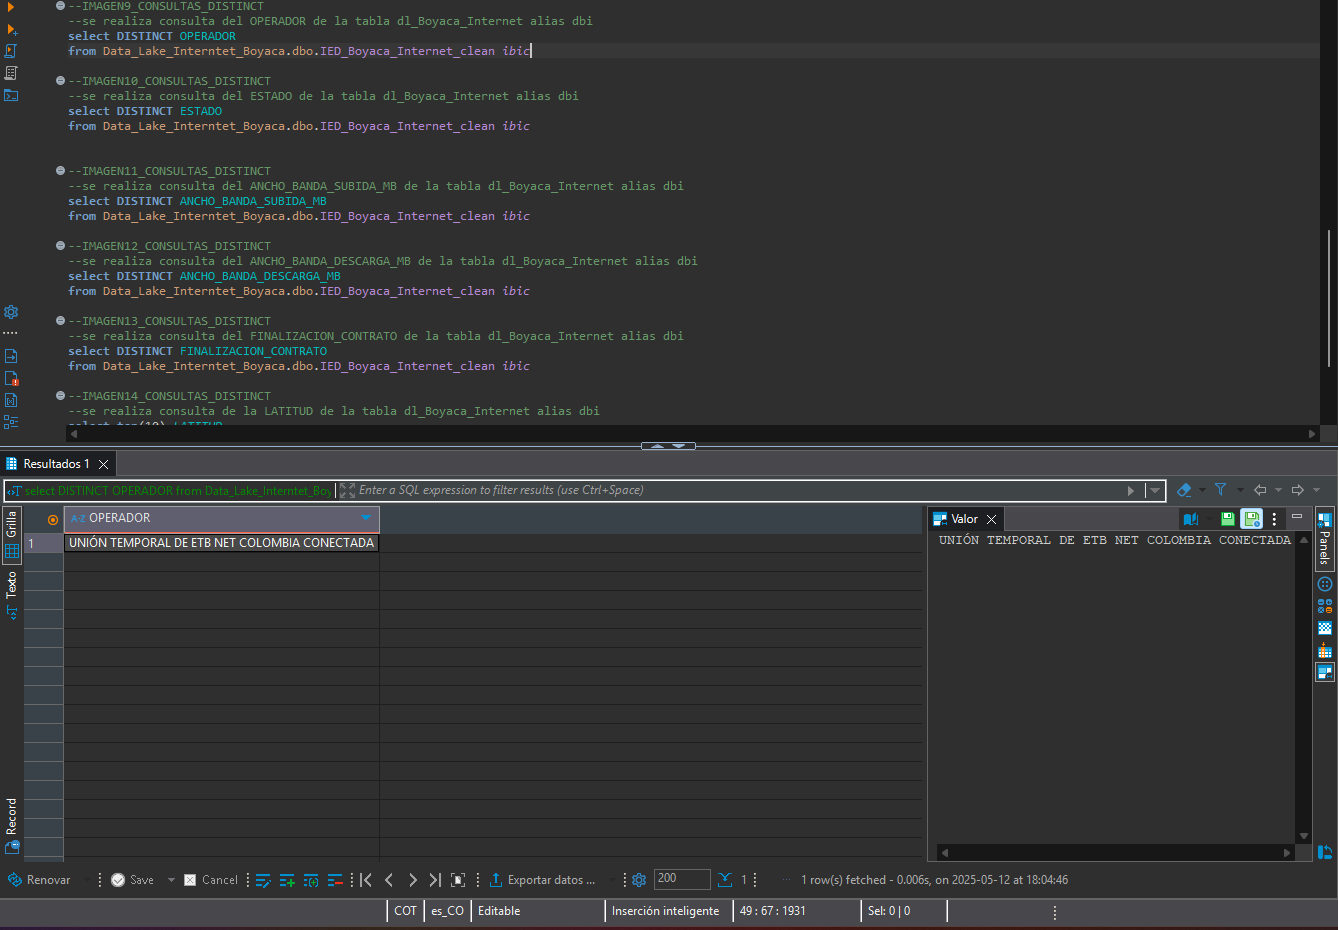 --IMAGEN9_CONSULTAS_DISTINCT
--se realiza consulta del OPERADOR de la tabla dl_Boyaca_Internet alias dbi
select DISTINCT OPERADOR
from Data_Lake_Interntet_Boyaca.dbo.IED_Boyaca_Internet_clean ibic
--IMAGEN10_CONSULTAS_DISTINCT
--se realiza consulta del ESTADO de la tabla dl_Boyaca_Internet alias dbi
select DISTINCT ESTADO
from Data_Lake_Interntet_Boyaca.dbo.IED_Boyaca_Internet_clean ibic
--IMAGEN11_CONSULTAS_DISTINCT
--se realiza consulta del ANCHO_BANDA_SUBIDA_MB de la tabla dl_Boyaca_Internet alias dbi
select DISTINCT ANCHO_BANDA_SUBIDA_MB
from Data_Lake_Interntet_Boyaca.dbo.IED_Boyaca_Internet_clean ibic
--IMAGEN12_CONSULTAS_DISTINCT
--se realiza consulta del ANCHO_BANDA_DESCARGA_MB de la tabla dl_Boyaca_Internet alias dbi
select DISTINCT ANCHO_BANDA_DESCARGA_MB
from Data_Lake_Interntet_Boyaca.dbo.IED_Boyaca_Internet_clean ibic
--IMAGEN13_CONSULTAS_DISTINCT
--se realiza consulta del FINALIZACION_CONTRATO de la tabla dl_Boyaca_Internet alias dbi
select DISTINCT FINALIZACION_CONTRATO
from Data_Lake_Interntet_Boyaca.dbo.IED_Boyaca_Internet_clean ibic
--IMAGEN14_CONSULTAS_DISTINCT
--se realiza consulta de la LATITUD de la tabla dl_Boyaca_Internet alias dbi
select top(10) LATITUD
Resultados 1
select DISTINCT OPERADOR from Data_Lake_Interntet_Boy
Enter a SQL expression to filter results (use Ctrl+Space)
Grilla
Texto
Record
A-Z OPERADOR
1 UNIÓN TEMPORAL DE ETB NET COLOMBIA CONECTADA
Valor
UNIÓN TEMPORAL DE ETB NET COLOMBIA CONECTADA
Panels
Renovar Save Cancel Exportar datos ... 200 1 1 row(s) fetched - 0.006s, on 2025-05-12 at 18:04:46
COT es_CO Editable Inserción inteligente 49 : 67 : 1931 Sel: 0 | 0